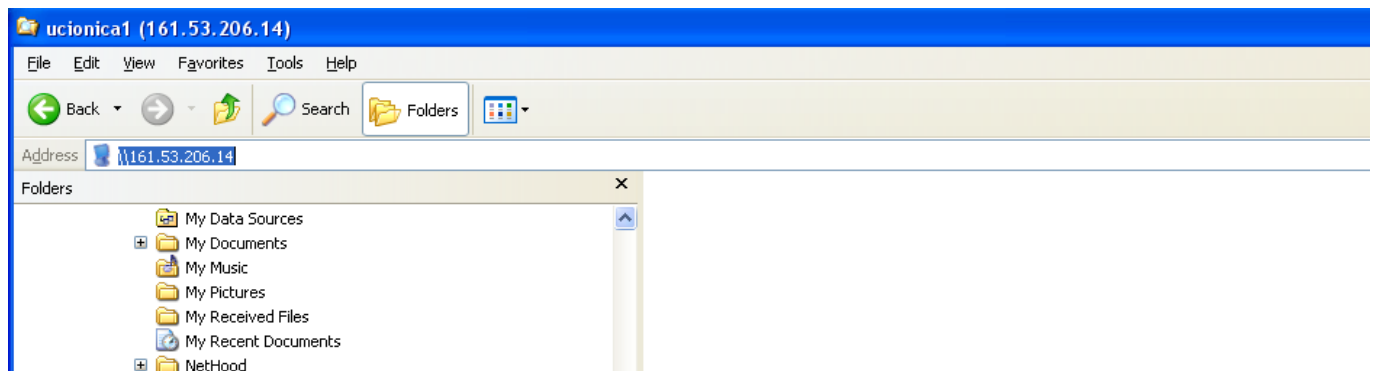 ucionica1 (161.53.206.14)
File Edit View Favorites Tools Help
Back Search Folders
Address \\161.53.206.14
Folders x
My Data Sources
My Documents
My Music
My Pictures
My Received Files
My Recent Documents
NetHood